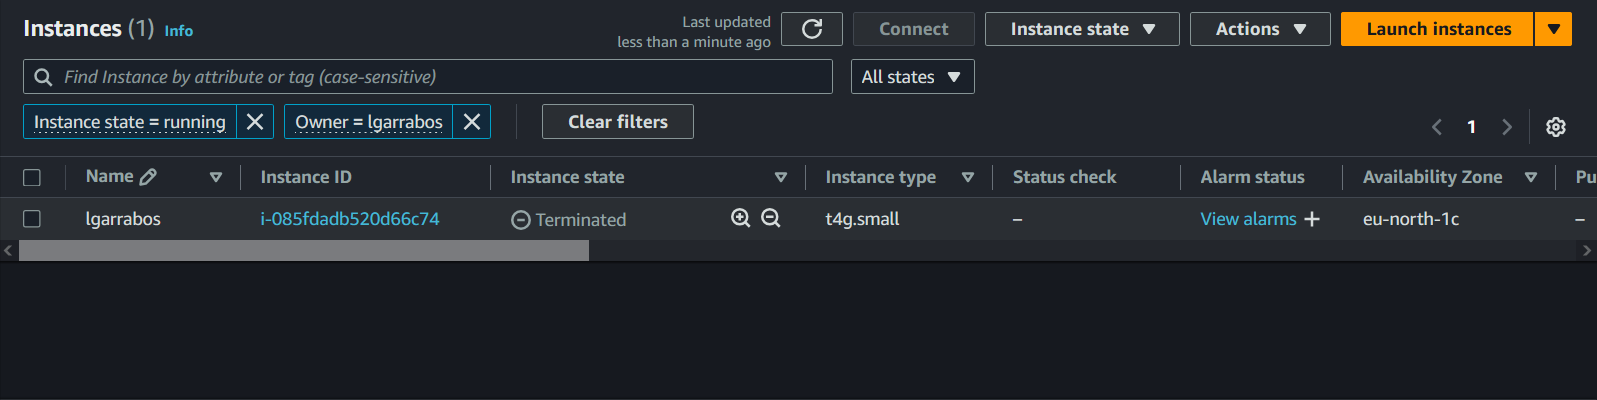 Instances (1) Info
Last updated
less than a minute ago
Connect
Instance state
Actions
Launch instances
Find Instance by attribute or tag (case-sensitive)
All states
Instance state = running
Owner = lgarrabos
Clear filters
1
Name Instance ID Instance state Instance type Status check Alarm status Availability Zone Pu
lgarrabos i-085fdadb520d66c74 Terminated t4g.small – View alarms + eu-north-1c –